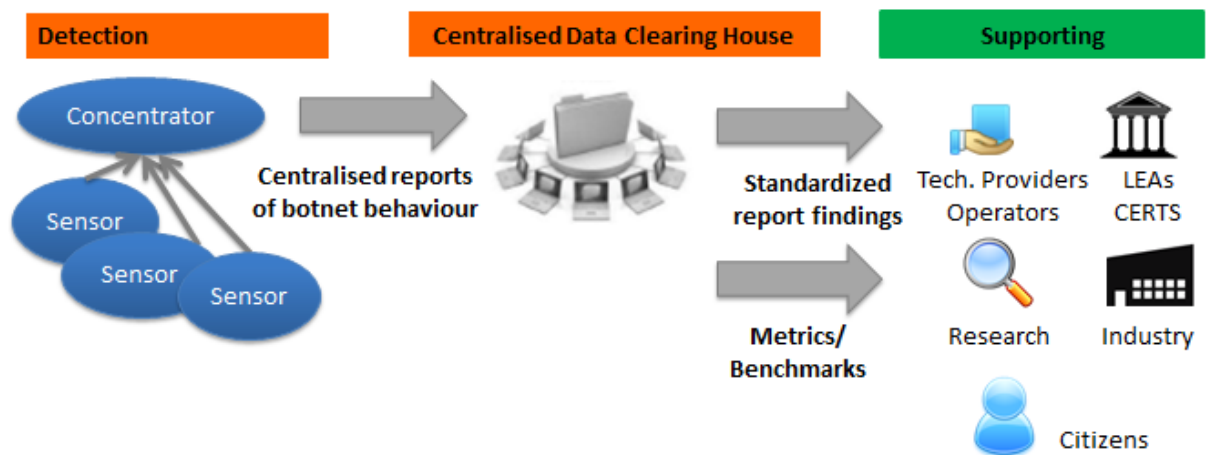 Detection
Centralised Data Clearing House
Supporting
Concentrator
Sensor
Sensor
Sensor
Centralised reports
of botnet behaviour
Standardized
report findings
Metrics/
Benchmarks
Tech. Providers
Operators
LEAs
CERTS
Research
Industry
Citizens